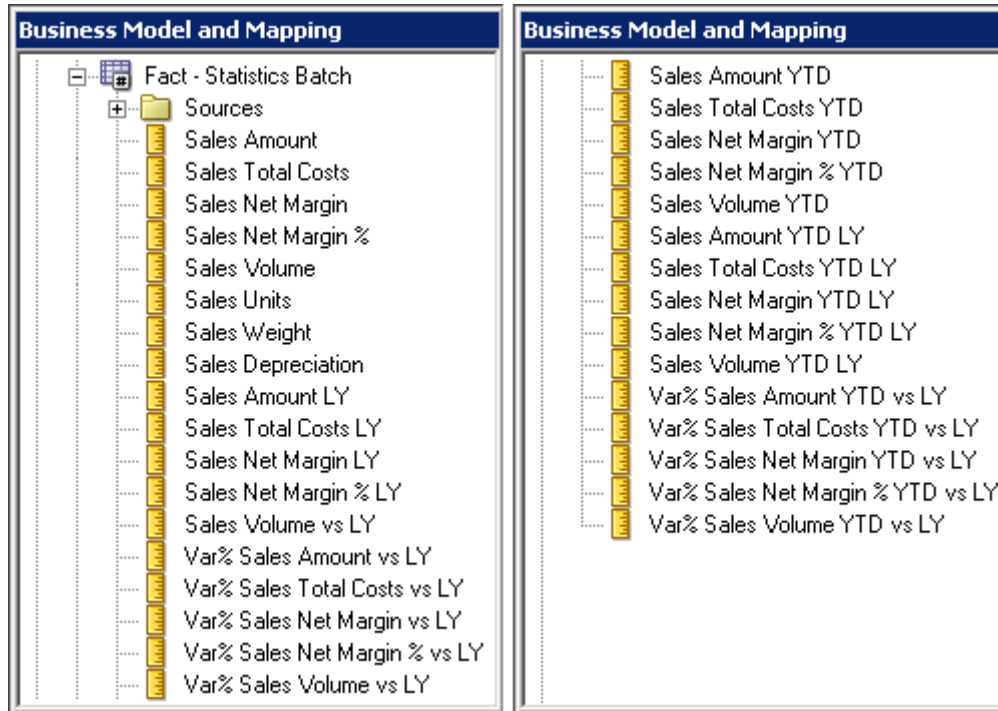 Business Model and Mapping
Fact - Statistics Batch
Sources
Sales Amount
Sales Total Costs
Sales Net Margin
Sales Net Margin %
Sales Volume
Sales Units
Sales Weight
Sales Depreciation
Sales Amount LY
Sales Total Costs LY
Sales Net Margin LY
Sales Net Margin % LY
Sales Volume vs LY
Var% Sales Amount vs LY
Var% Sales Total Costs vs LY
Var% Sales Net Margin vs LY
Var% Sales Net Margin % vs LY
Var% Sales Volume vs LY
Business Model and Mapping
Sales Amount YTD
Sales Total Costs YTD
Sales Net Margin YTD
Sales Net Margin % YTD
Sales Volume YTD
Sales Amount YTD LY
Sales Total Costs YTD LY
Sales Net Margin YTD LY
Sales Net Margin % YTD LY
Sales Volume YTD LY
Var% Sales Amount YTD vs LY
Var% Sales Total Costs YTD vs LY
Var% Sales Net Margin YTD vs LY
Var% Sales Net Margin % YTD vs LY
Var% Sales Volume YTD vs LY